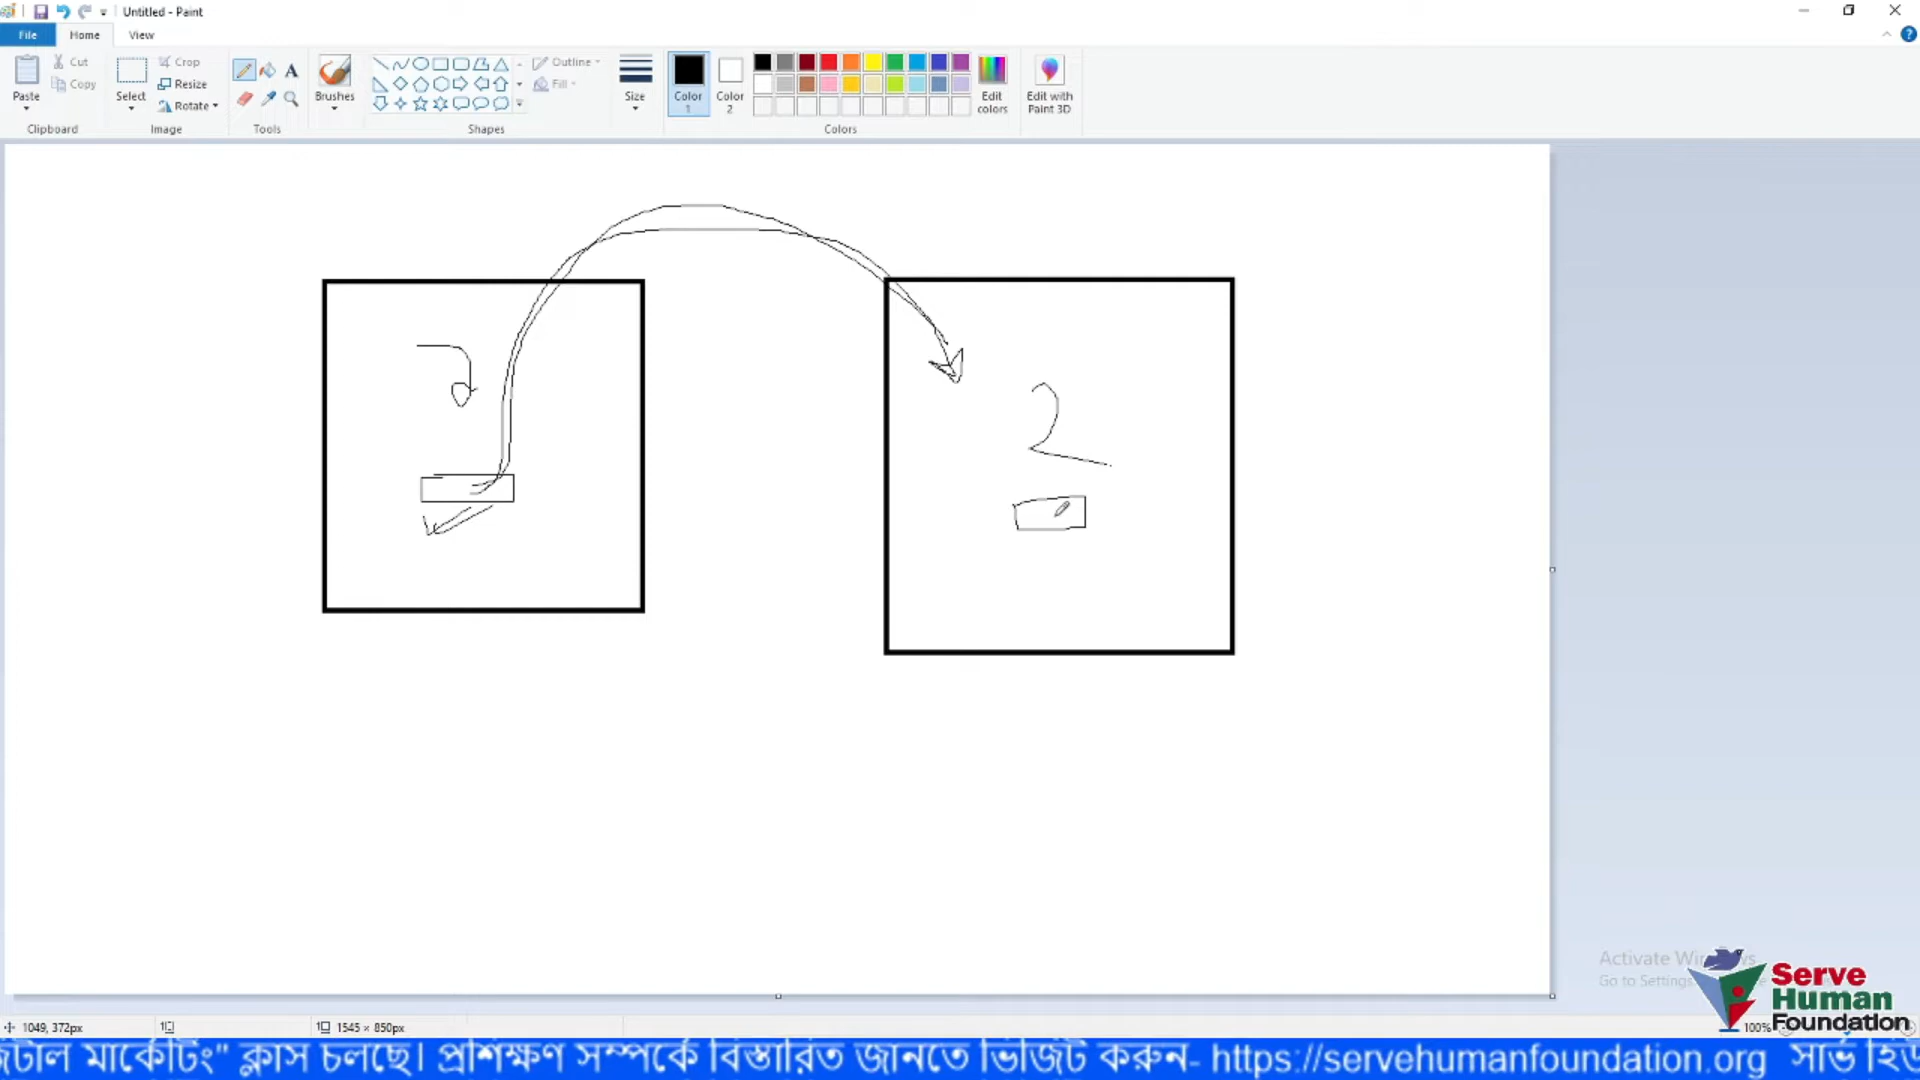 Untitled - Paint
File Home View
Paste
Cut
Copy
Clipboard
Select
Crop
Resize
Rotate
Image
Tools
Brushes
Shapes
Outline
Fill
Size
Color 1
Color 2
Edit colors
Colors
Edit with Paint 3D
১
2
Activate Windows
Go to Settings
Serve
Human
Foundation
1049, 372px
1545 × 850px
100%
মার্কেটিং" ক্লাস চলছে। প্রশিক্ষণ সম্পর্কে বিস্তারিত জানতে ভিজিট করুন- https://servehumanfoundation.org সার্ভ